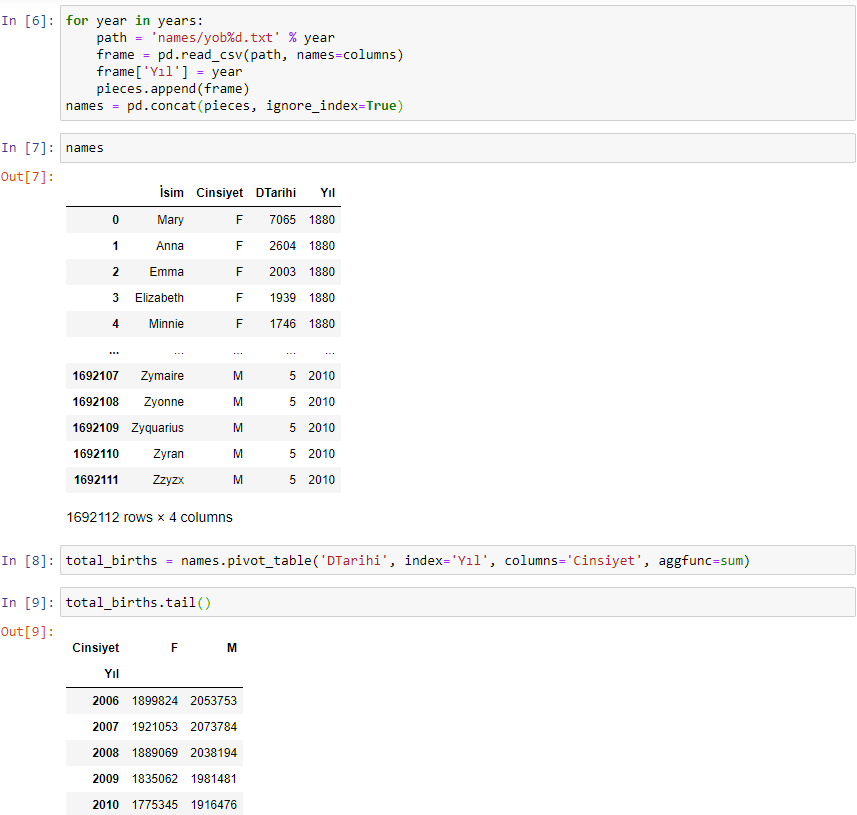 In [6]: for year in years:
    path = 'names/yob%d.txt' % year
    frame = pd.read_csv(path, names=columns)
    frame['Yıl'] = year
    pieces.append(frame)
names = pd.concat(pieces, ignore_index=True)
In [7]: names
Out[7]:
İsim Cinsiyet DTarihi Yıl
0 Mary F 7065 1880
1 Anna F 2604 1880
2 Emma F 2003 1880
3 Elizabeth F 1939 1880
4 Minnie F 1746 1880
... ... ... ... ...
1692107 Zymaire M 5 2010
1692108 Zyonne M 5 2010
1692109 Zyquarius M 5 2010
1692110 Zyran M 5 2010
1692111 Zzyzx M 5 2010
1692112 rows × 4 columns
In [8]: total_births = names.pivot_table('DTarihi', index='Yıl', columns='Cinsiyet', aggfunc=sum)
In [9]: total_births.tail()
Out[9]:
Cinsiyet F M
Yıl
2006 1899824 2053753
2007 1921053 2073784
2008 1889069 2038194
2009 1835062 1981481
2010 1775345 1916476